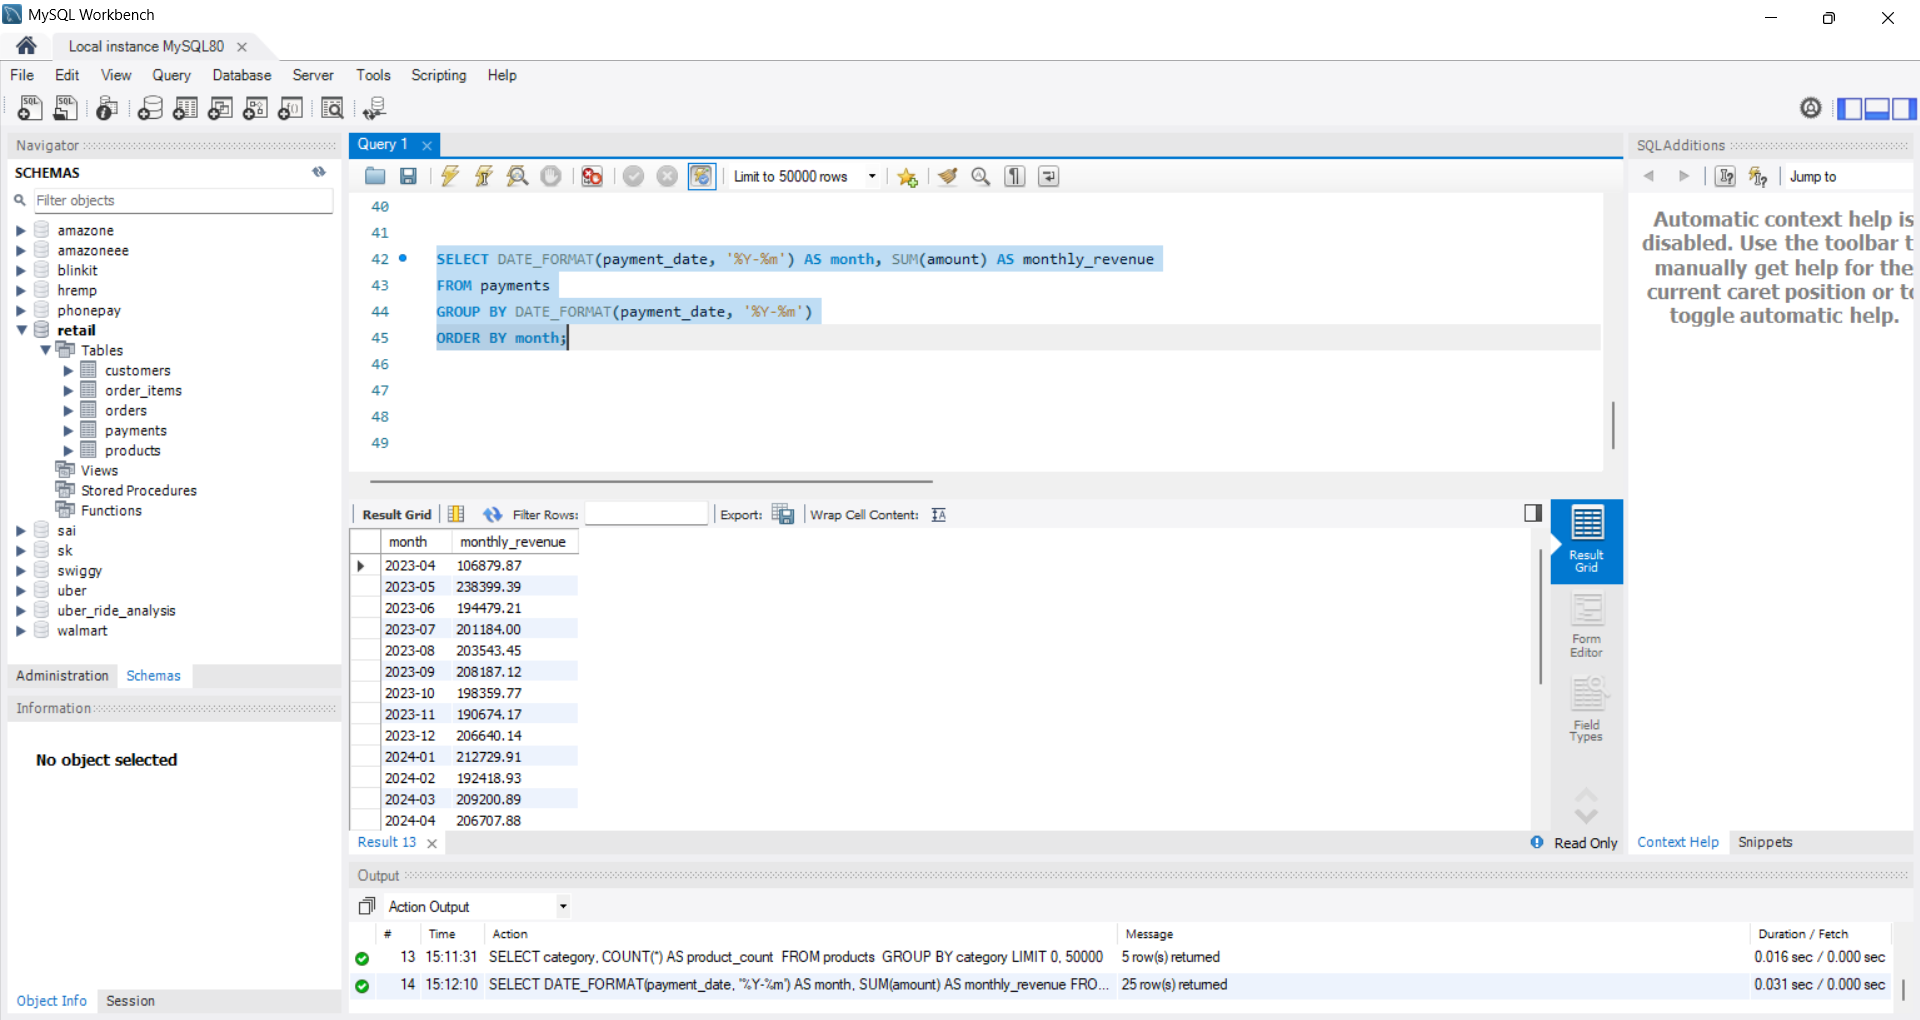 MySQL Workbench
Local instance MySQL80
File Edit View Query Database Server Tools Scripting Help
Navigator
SCHEMAS
Filter objects
amazone
amazoneee
blinkit
hremp
phonepay
retail
Tables
customers
order_items
orders
payments
products
Views
Stored Procedures
Functions
sai
sk
swiggy
uber
uber_ride_analysis
walmart
Administration Schemas
Information
No object selected
Object Info Session
Query 1
Limit to 50000 rows
40
41
42 SELECT DATE_FORMAT(payment_date, '%Y-%m') AS month, SUM(amount) AS monthly_revenue
43 FROM payments
44 GROUP BY DATE_FORMAT(payment_date, '%Y-%m')
45 ORDER BY month;
46
47
48
49
Result Grid Filter Rows: Export: Wrap Cell Content:
month monthly_revenue
2023-04 106879.87
2023-05 238399.39
2023-06 194479.21
2023-07 201184.00
2023-08 203543.45
2023-09 208187.12
2023-10 198359.77
2023-11 190674.17
2023-12 206640.14
2024-01 212729.91
2024-02 192418.93
2024-03 209200.89
2024-04 206707.88
Result Grid
Form Editor
Field Types
Result 13
Read Only
SQLAdditions
Jump to
Automatic context help is
disabled. Use the toolbar t
manually get help for the
current caret position or to
toggle automatic help.
Context Help Snippets
Output
Action Output
# Time Action Message Duration / Fetch
13 15:11:31 SELECT category, COUNT(*) AS product_count FROM products GROUP BY category LIMIT 0, 50000 5 row(s) returned 0.016 sec / 0.000 sec
14 15:12:10 SELECT DATE_FORMAT(payment_date, '%Y-%m') AS month, SUM(amount) AS monthly_revenue FRO... 25 row(s) returned 0.031 sec / 0.000 sec